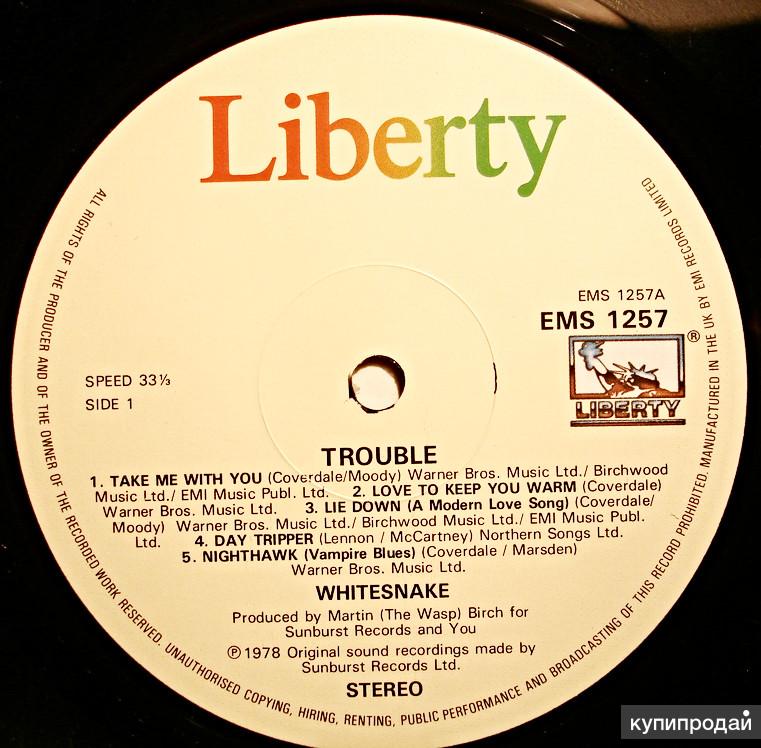 Liberty
ALL RIGHTS OF THE PRODUCER AND OF THE OWNER OF THE RECORDED WORK RESERVED. UNAUTHORISED COPYING, HIRING, RENTING, PUBLIC PERFORMANCE AND BROADCASTING OF THIS RECORD PROHIBITED. MANUFACTURED IN THE UK BY EMI RECORDS LIMITED
EMS 1257A
EMS 1257
®
LIBERTY
SPEED 33⅓
SIDE 1
TROUBLE
1. TAKE ME WITH YOU (Coverdale/Moody) Warner Bros. Music Ltd./ Birchwood
Music Ltd./ EMI Music Publ. Ltd. 2. LOVE TO KEEP YOU WARM (Coverdale)
Warner Bros. Music Ltd. 3. LIE DOWN (A Modern Love Song) (Coverdale/
Moody) Warner Bros. Music Ltd./ Birchwood Music Ltd./ EMI Music Publ.
Ltd. 4. DAY TRIPPER (Lennon / McCartney) Northern Songs Ltd.
5. NIGHTHAWK (Vampire Blues) (Coverdale / Marsden)
Warner Bros. Music Ltd.
WHITESNAKE
Produced by Martin (The Wasp) Birch for
Sunburst Records and You
℗1978 Original sound recordings made by
Sunburst Records Ltd.
STEREO
купипродай